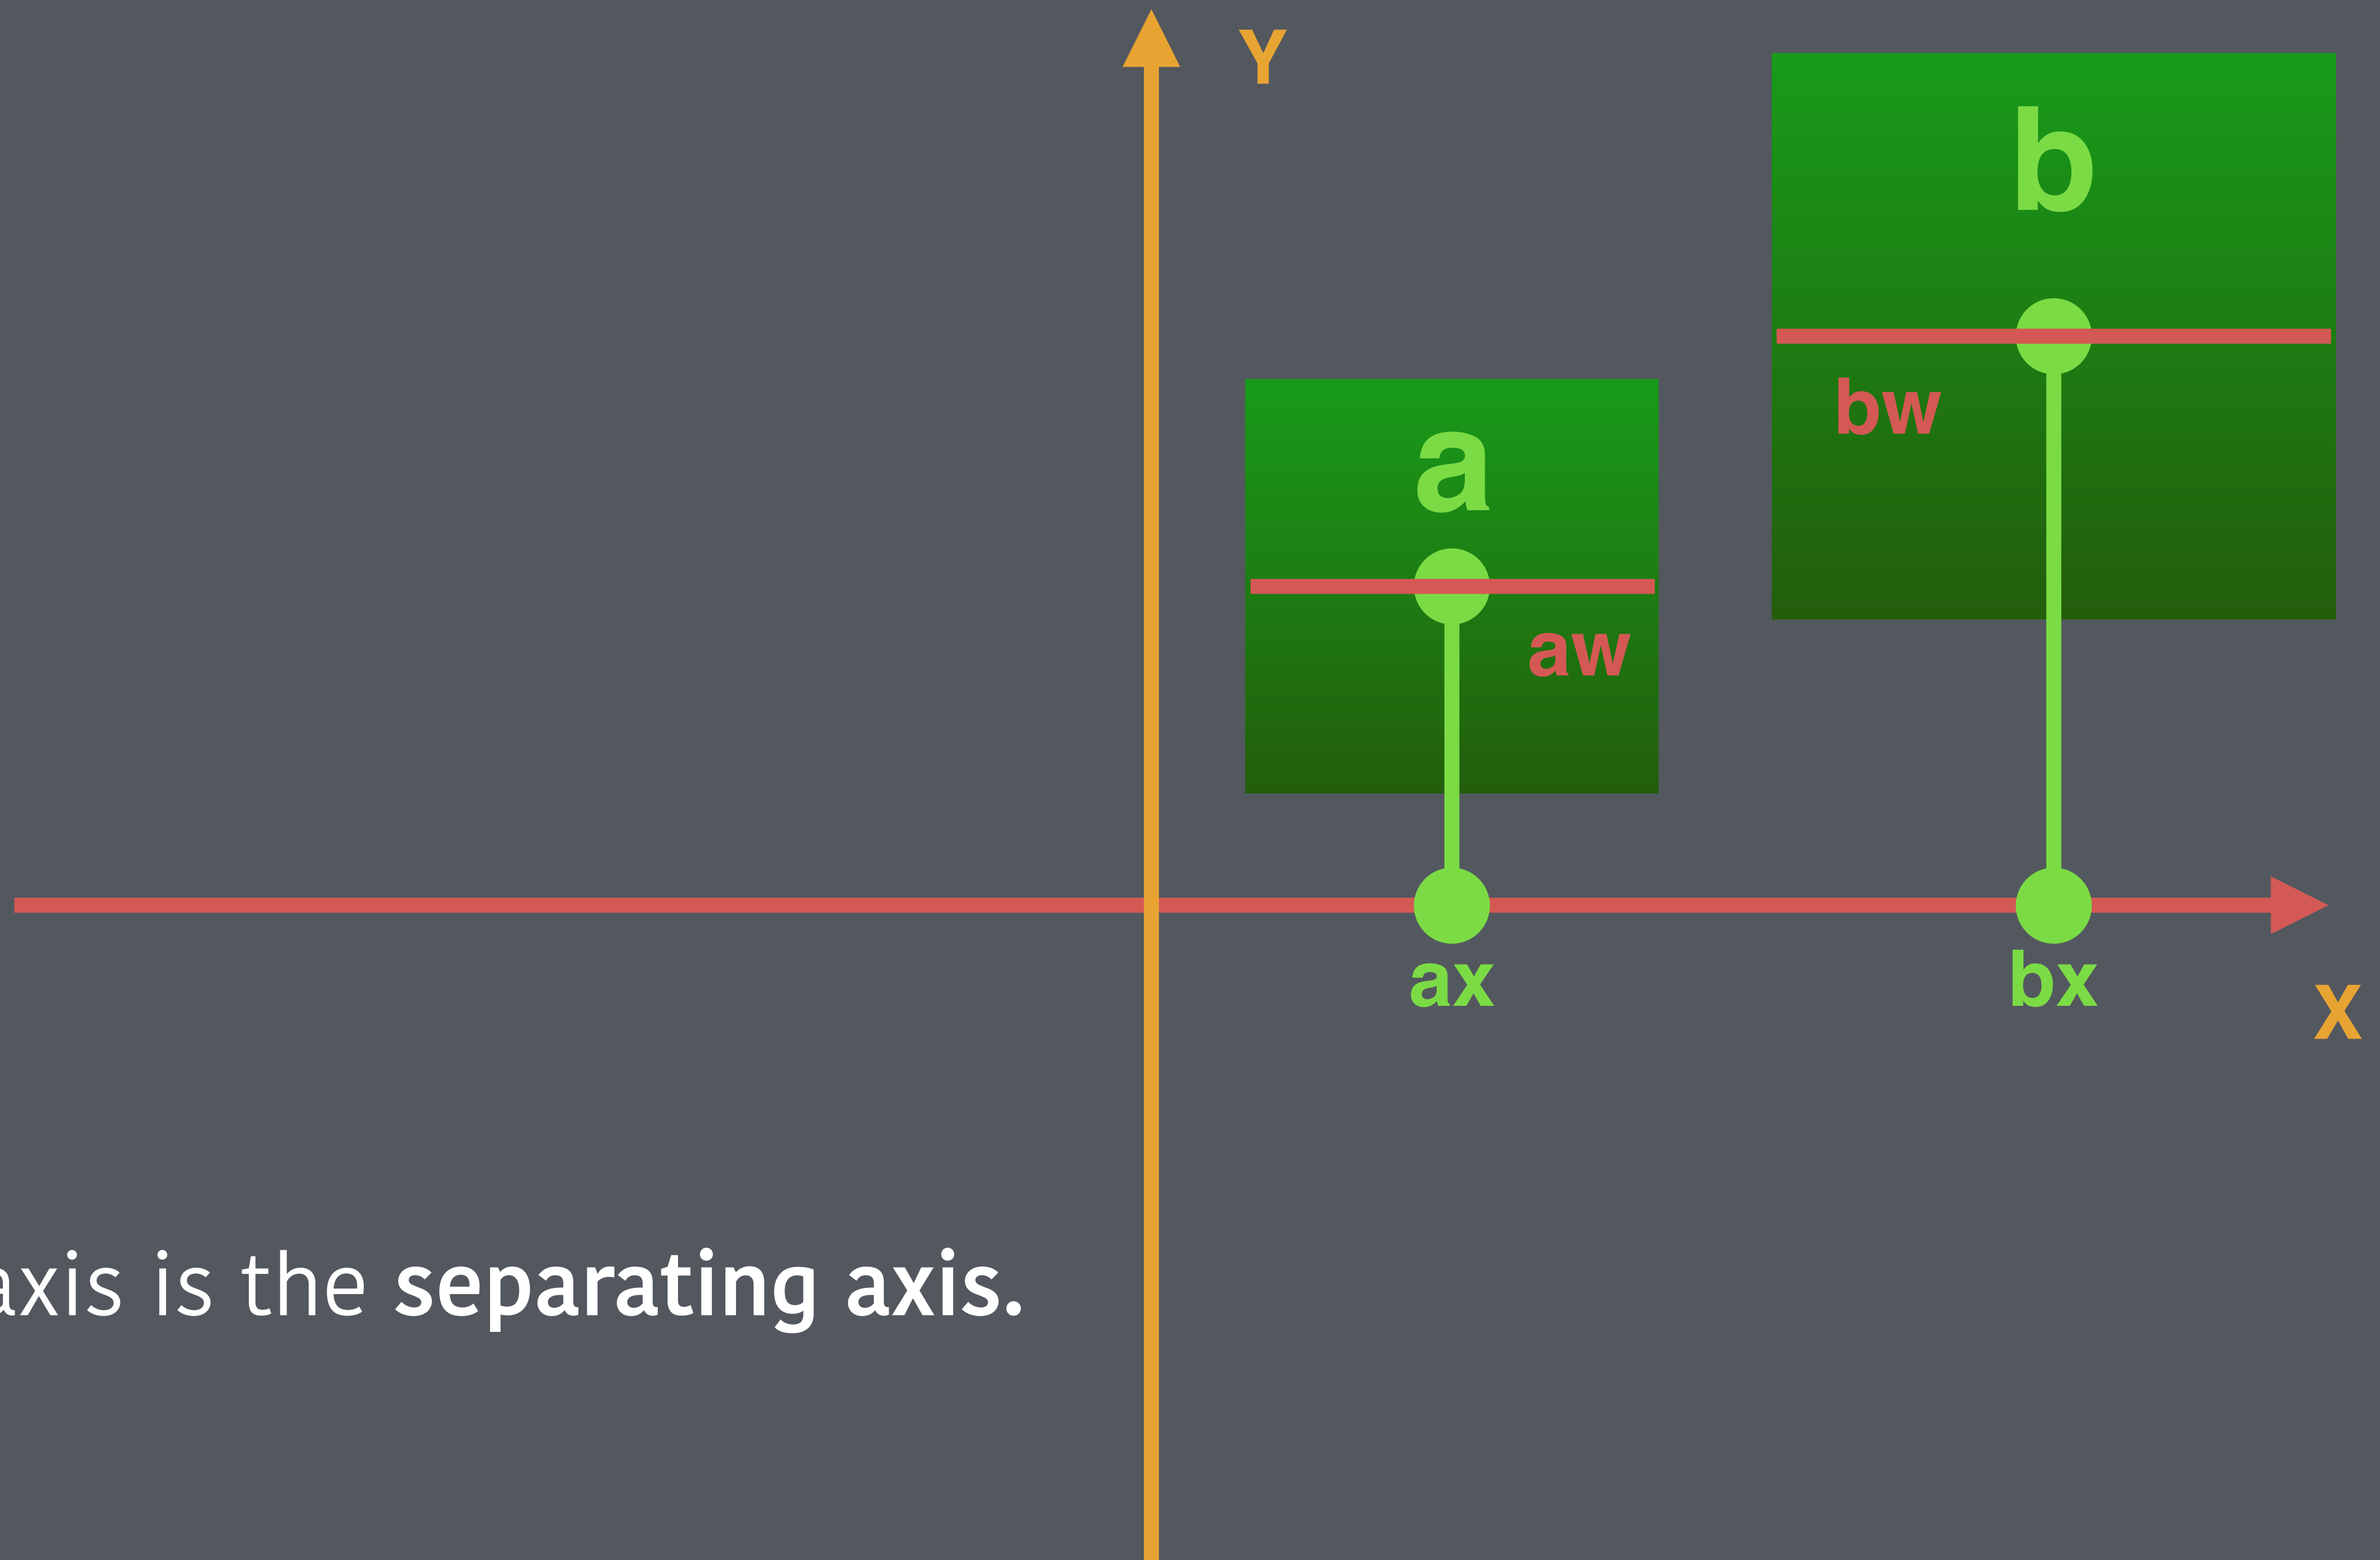 Y
b
bw
a
aw
ax
bx
X
axis is the separating axis.